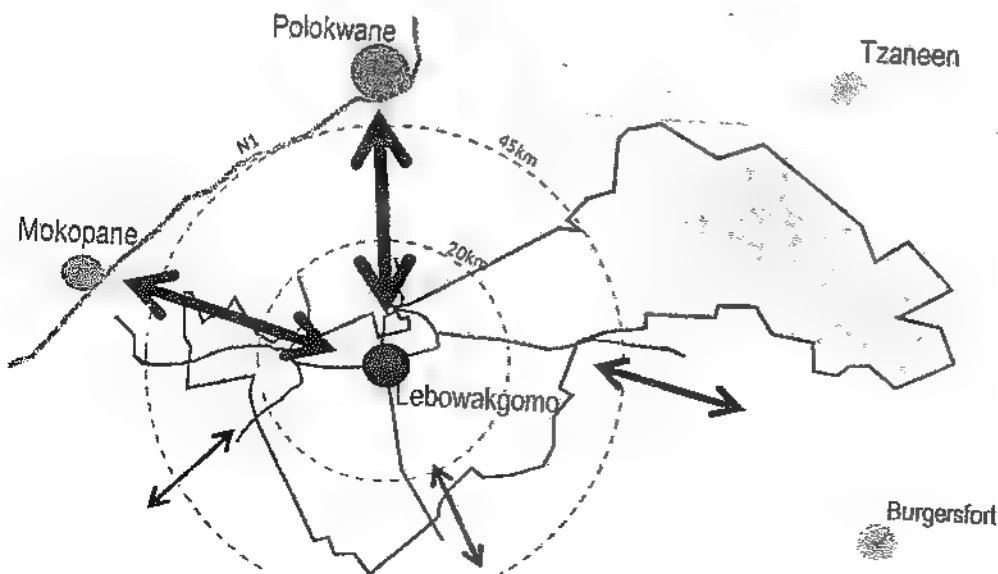 Polokwane
Tzaneen
N1
45km
Mokopane
20km
Lebowakgomo
Burgersfort